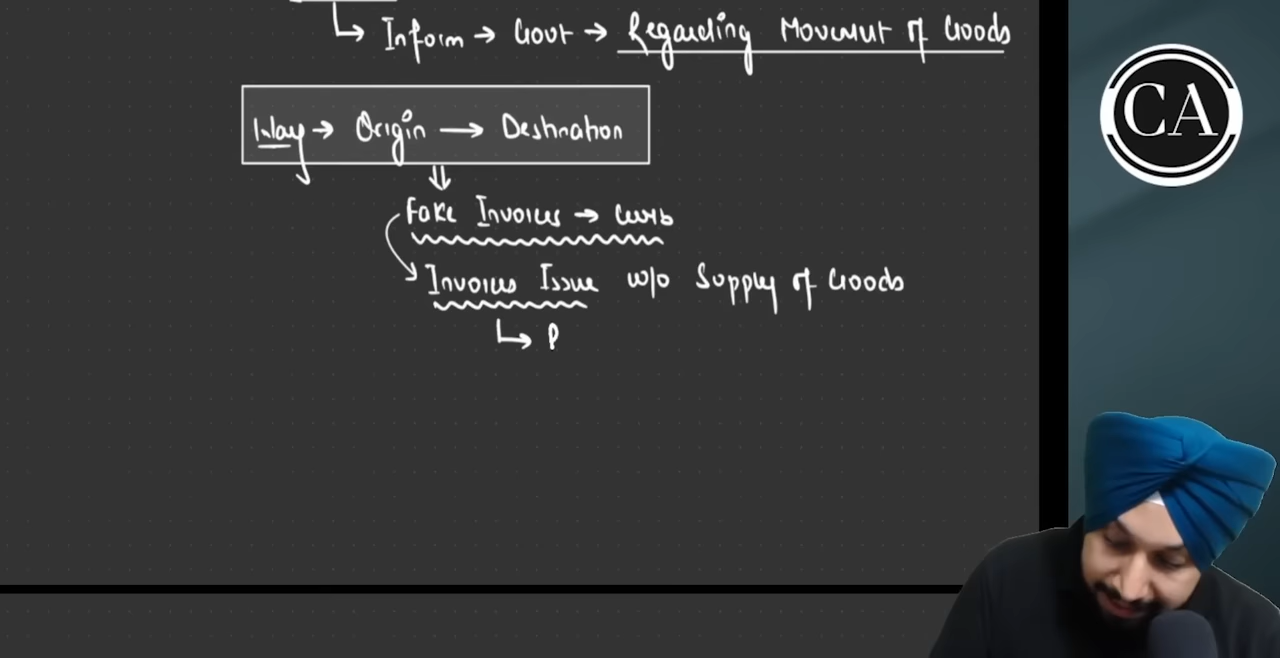 ↳ Inform → Govt → Regarding Movement of Goods
CA
Way → Origin → Destination
Fake Invoices → Curb
Invoices Issue w/o Supply of Goods
↳ P